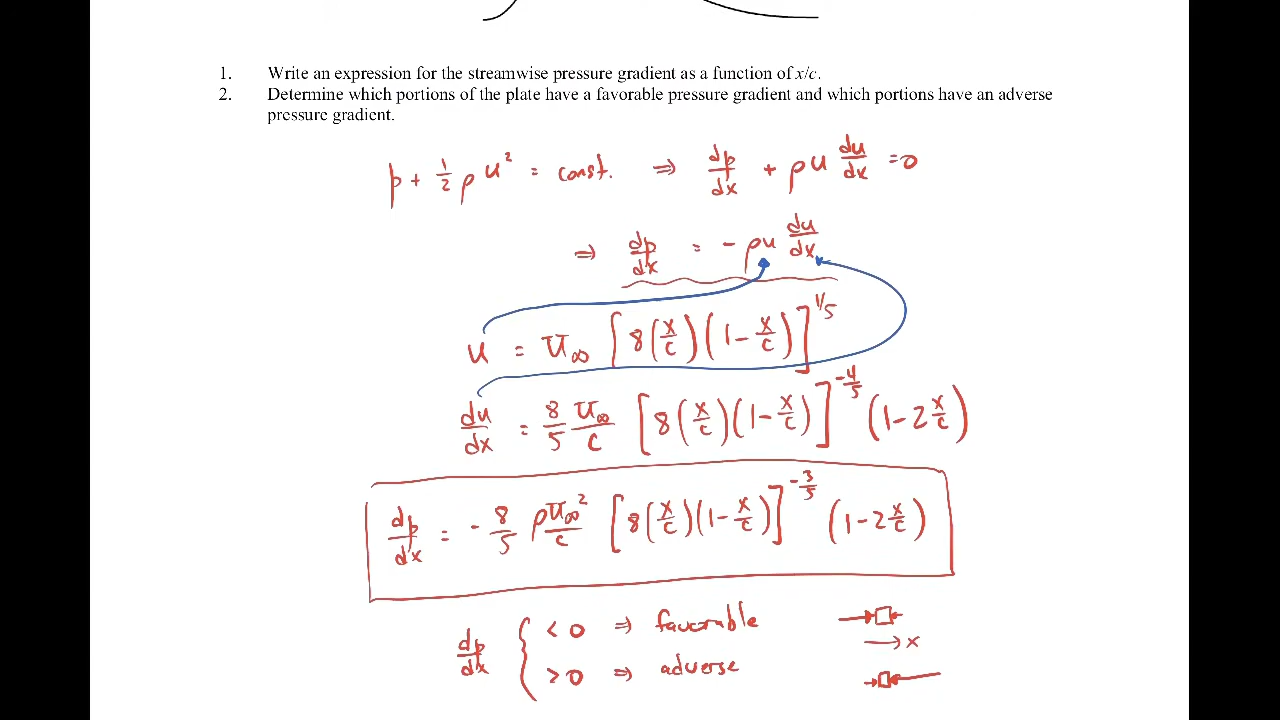 1. Write an expression for the streamwise pressure gradient as a function of x/c.
2. Determine which portions of the plate have a favorable pressure gradient and which portions have an adverse
pressure gradient.
p + 1/2 ρ u² = const. ⇒ dp/dx + ρu du/dx = 0
⇒ dp/dx = - ρu du/dx
u = U∞ [8(x/c)(1-x/c)]^1/5
du/dx = 8/5 U∞/c [8(x/c)(1-x/c)]^-4/5 (1-2x/c)
dp/dx = - 8/5 ρU∞²/c [8(x/c)(1-x/c)]^-3/5 (1-2x/c)
dp/dx { < 0 ⇒ favorable
→ x
> 0 ⇒ adverse